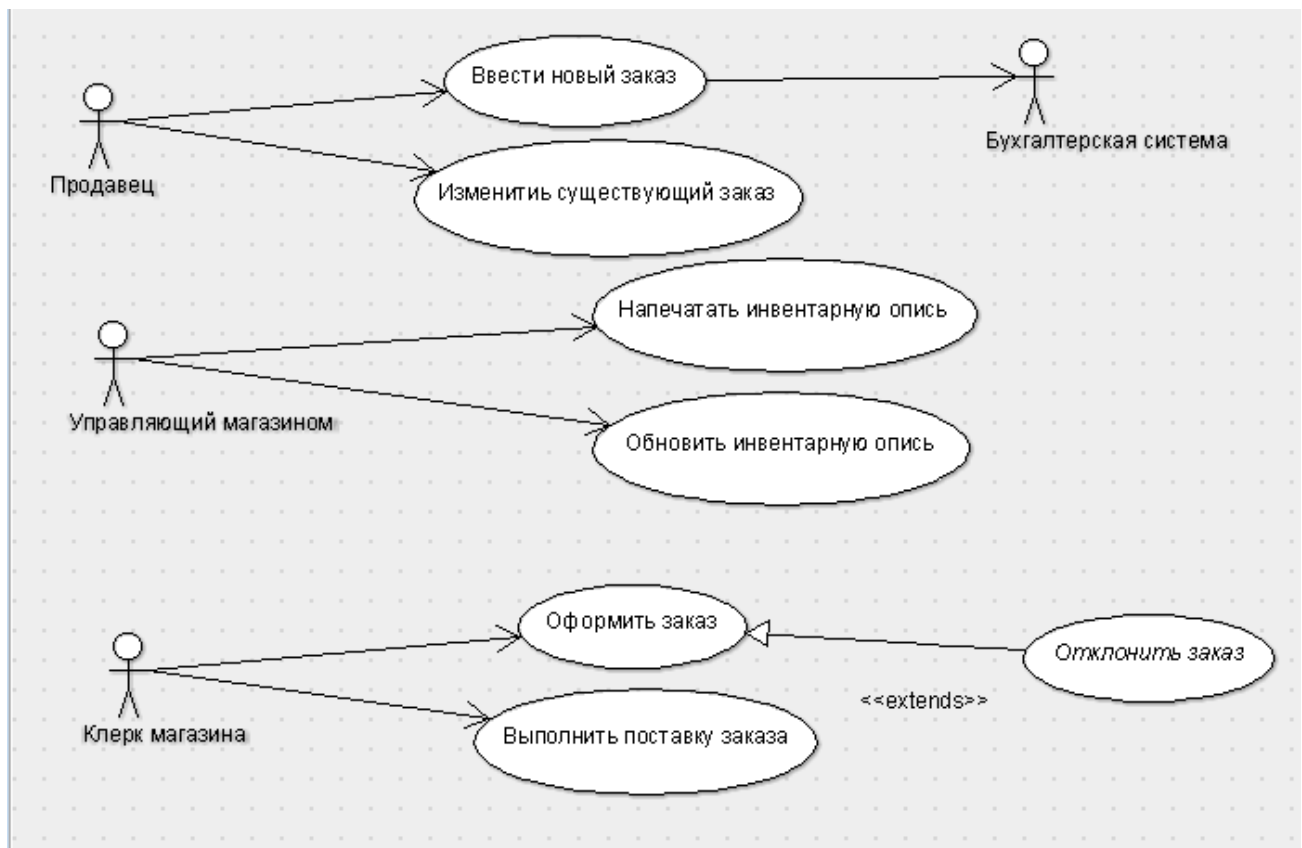 Ввести новый заказ
Бухгалтерская система
Продавец
Изменитиь существующий заказ
Напечатать инвентарную опись
Управляющий магазином
Обновить инвентарную опись
Оформить заказ
Отклонить заказ
<<extends>>
Клерк магазина
Выполнить поставку заказа